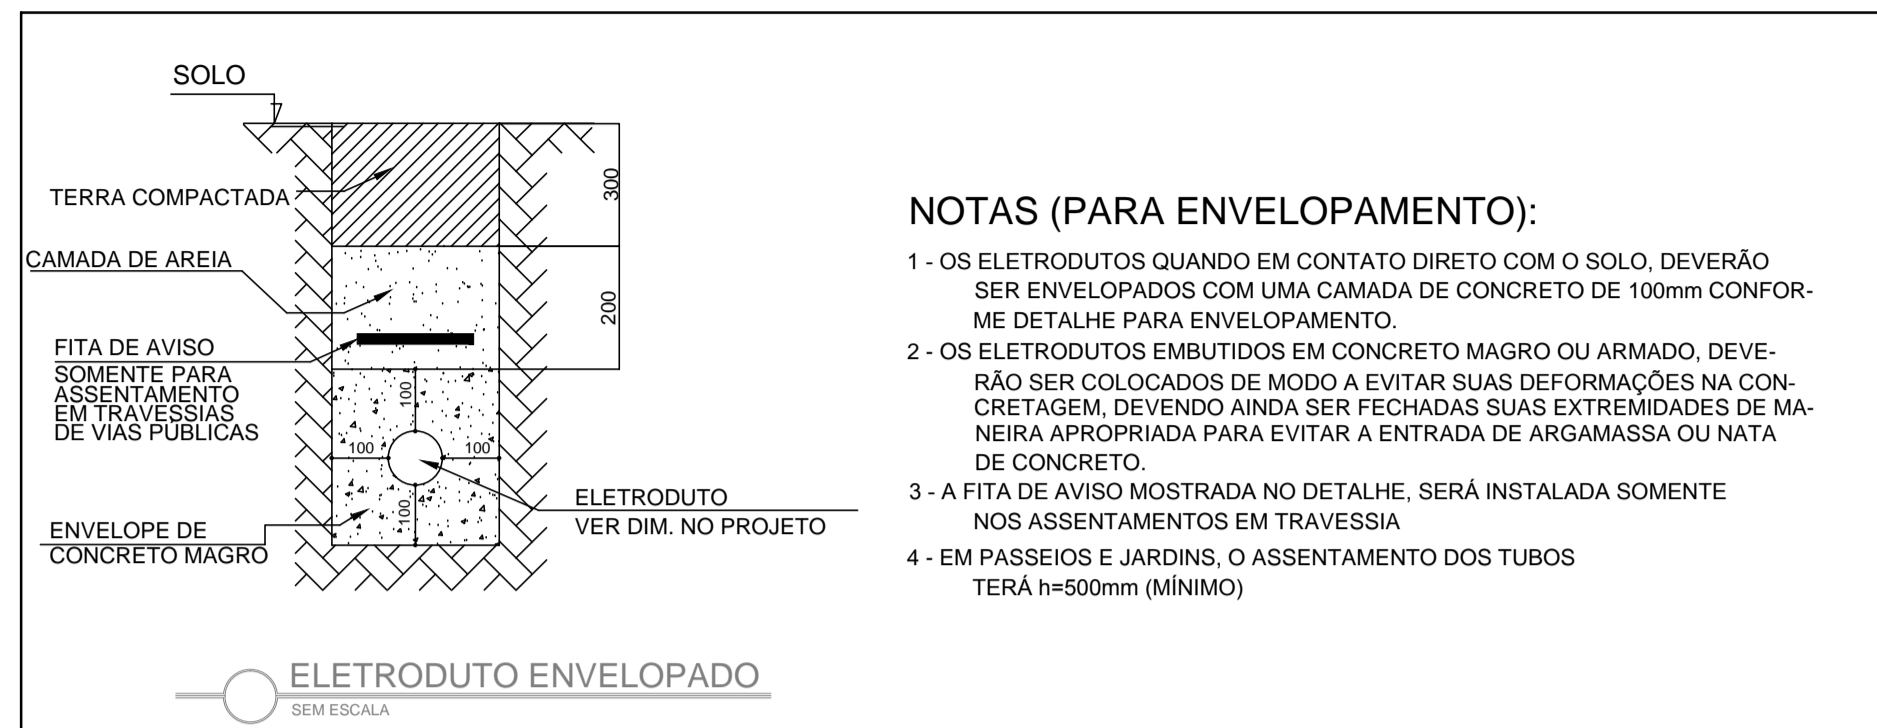 SOLO
TERRA COMPACTADA
300
CAMADA DE AREIA
200
FITA DE AVISO
SOMENTE PARA
ASSENTAMENTO
EM TRAVESSIAS
DE VIAS PÚBLICAS
100
100
100
100
ELETRODUTO
VER DIM. NO PROJETO
ENVELOPE DE
CONCRETO MAGRO
ELETRODUTO ENVELOPADO
SEM ESCALA
NOTAS (PARA ENVELOPAMENTO):
1 - OS ELETRODUTOS QUANDO EM CONTATO DIRETO COM O SOLO, DEVERÃO
SER ENVELOPADOS COM UMA CAMADA DE CONCRETO DE 100mm CONFOR-
ME DETALHE PARA ENVELOPAMENTO.
2 - OS ELETRODUTOS EMBUTIDOS EM CONCRETO MAGRO OU ARMADO, DEVE-
RÃO SER COLOCADOS DE MODO A EVITAR SUAS DEFORMAÇÕES NA CON-
CRETAGEM, DEVENDO AINDA SER FECHADAS SUAS EXTREMIDADES DE MA-
NEIRA APROPRIADA PARA EVITAR A ENTRADA DE ARGAMASSA OU NATA
DE CONCRETO.
3 - A FITA DE AVISO MOSTRADA NO DETALHE, SERÁ INSTALADA SOMENTE
NOS ASSENTAMENTOS EM TRAVESSIA
4 - EM PASSEIOS E JARDINS, O ASSENTAMENTO DOS TUBOS
TERÁ h=500mm (MÍNIMO)